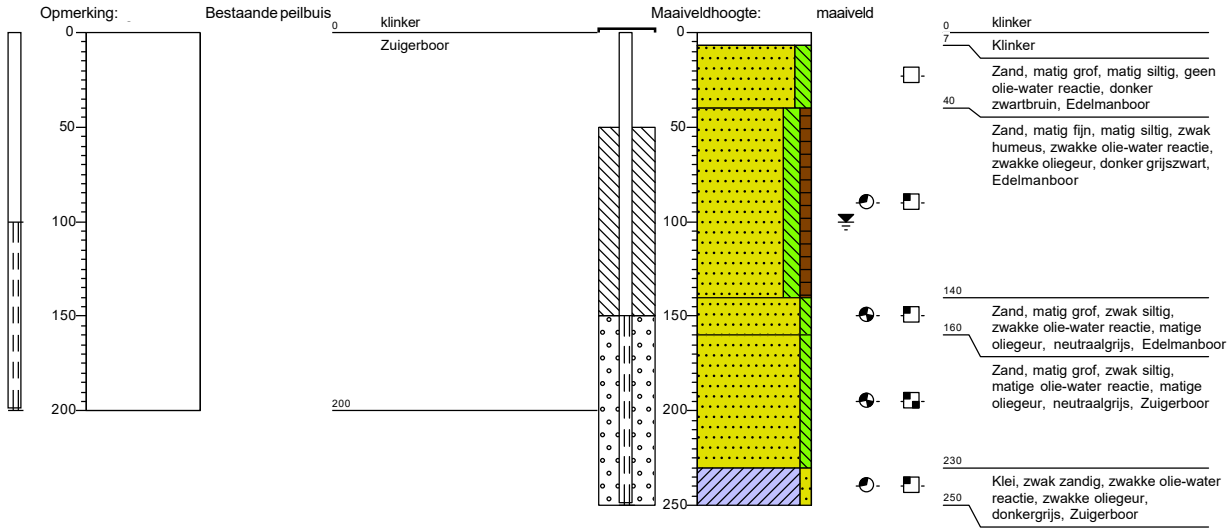 Opmerking: Bestaande peilbuis
0 klinker
Zuigerboor
0
50
100
150
200
200
Maaiveldhoogte: maaiveld
0
50
100
150
200
250
0 klinker
7 Klinker
Zand, matig grof, matig siltig, geen
olie-water reactie, donker
zwartbruin, Edelmanboor
40
Zand, matig fijn, matig siltig, zwak
humeus, zwakke olie-water reactie,
zwakke oliegeur, donker grijszwart,
Edelmanboor
140
Zand, matig grof, zwak siltig,
zwakke olie-water reactie, matige
oliegeur, neutraalgrijs, Edelmanboor
160
Zand, matig grof, zwak siltig,
matige olie-water reactie, matige
oliegeur, neutraalgrijs, Zuigerboor
230
Klei, zwak zandig, zwakke olie-water
reactie, zwakke oliegeur,
donkergrijs, Zuigerboor
250